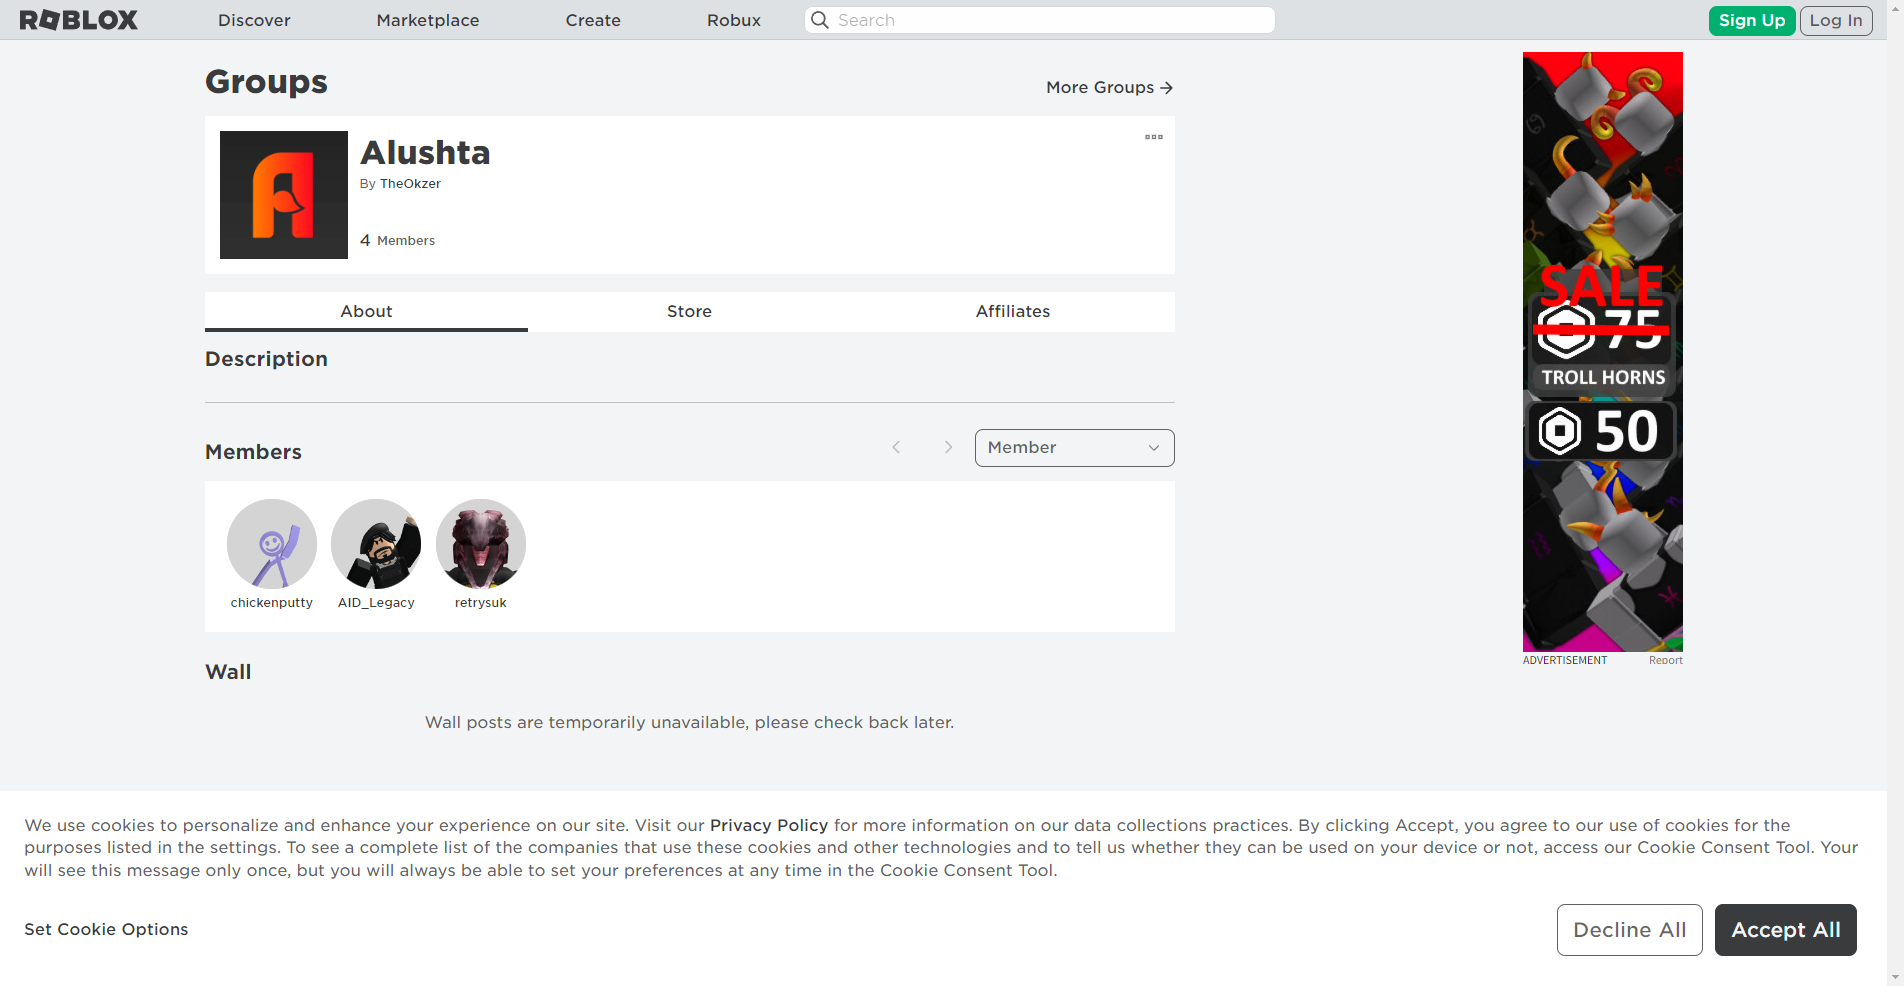 ROBLOX
Discover
Marketplace
Create
Robux
Search
Sign Up
Log In
Groups
More Groups
Alushta
By TheOkzer
4 Members
About
Store
Affiliates
Description
Members
Member
chickenputty
AID_Legacy
retrysuk
Wall
Wall posts are temporarily unavailable, please check back later.
SALE
75
TROLL HORNS
50
ADVERTISEMENT
Report
We use cookies to personalize and enhance your experience on our site. Visit our Privacy Policy for more information on our data collections practices. By clicking Accept, you agree to our use of cookies for the
purposes listed in the settings. To see a complete list of the companies that use these cookies and other technologies and to tell us whether they can be used on your device or not, access our Cookie Consent Tool. Your
will see this message only once, but you will always be able to set your preferences at any time in the Cookie Consent Tool.
Set Cookie Options
Decline All
Accept All